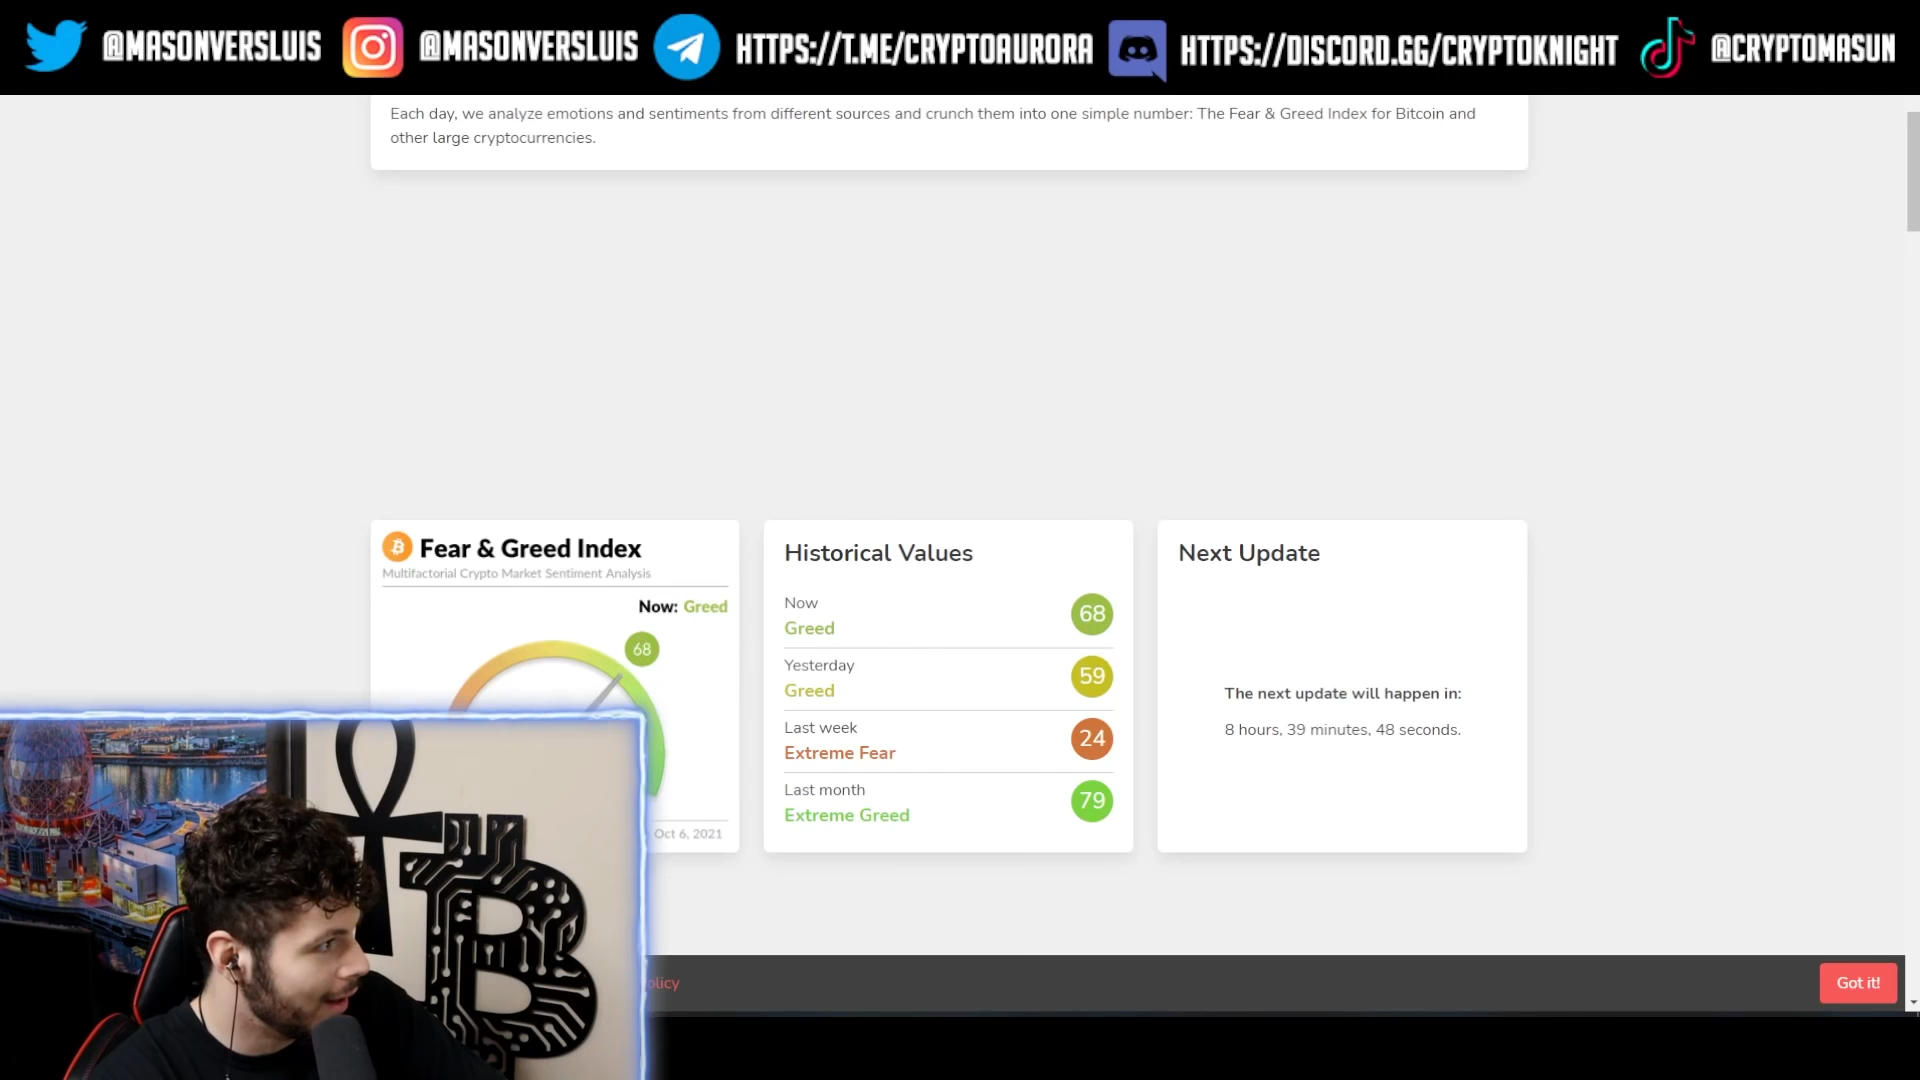 @MASONVERSLUIS @MASONVERSLUIS HTTPS://T.ME/CRYPTOAURORA HTTPS://DISCORD.GG/CRYPTOKNIGHT @CRYPTOMASUN
Each day, we analyze emotions and sentiments from different sources and crunch them into one simple number: The Fear & Greed Index for Bitcoin and
other large cryptocurrencies.
Fear & Greed Index
Multifactorial Crypto Market Sentiment Analysis
Now: Greed
68
Oct 6, 2021
Historical Values
Now
Greed
68
Yesterday
Greed
59
Last week
Extreme Fear
24
Last month
Extreme Greed
79
Next Update
The next update will happen in:
8 hours, 39 minutes, 48 seconds.
Got it!